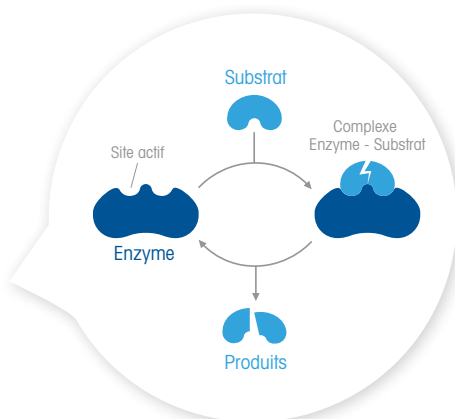 Substrat
Complexe
Enzyme - Substrat
Site actif
Enzyme
Produits